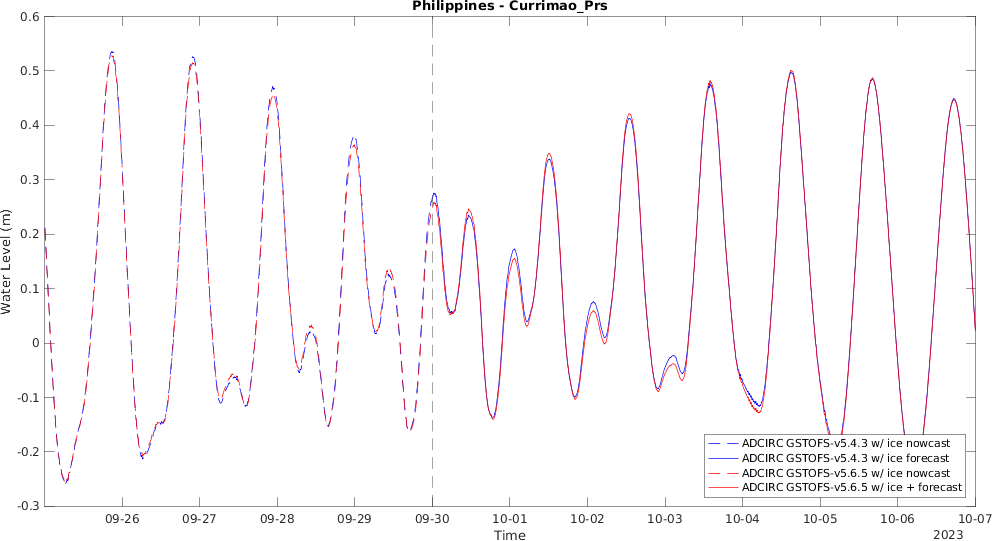 Philippines - Currimao_Prs
0.6
0.5
0.4
0.3
0.2
0.1
0
-0.1
-0.2
-0.3
Water Level (m)
ADCIRC GSTOFS-v5.4.3 w/ ice nowcast
ADCIRC GSTOFS-v5.4.3 w/ ice forecast
ADCIRC GSTOFS-v5.6.5 w/ ice nowcast
ADCIRC GSTOFS-v5.6.5 w/ ice + forecast
09-26 09-27 09-28 09-29 09-30 10-01 10-02 10-03 10-04 10-05 10-06 10-07
Time
2023